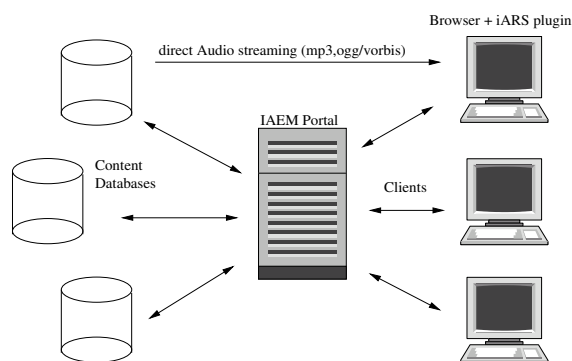 Browser + iARS plugin
direct Audio streaming (mp3,ogg/vorbis)
IAEM Portal
Content
Databases
Clients